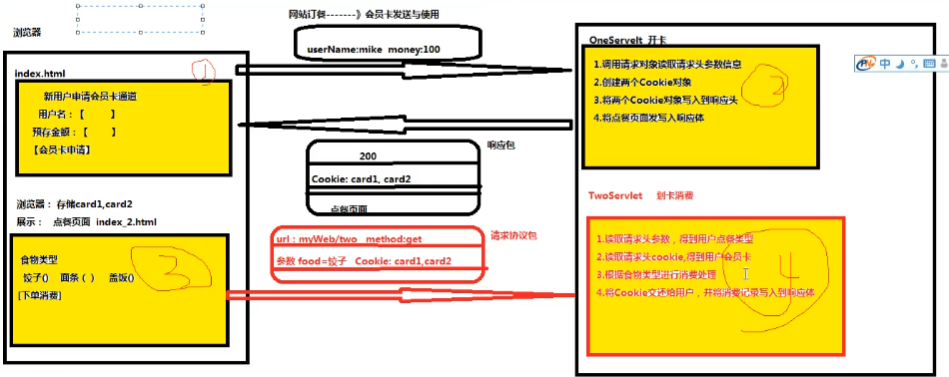 网站订餐-------》会员卡发送与使用
浏览器
userName:mike money:100
index.html
1
新用户申请会员卡通道
用户名：【 】
预存金额：【 】
【会员卡申请】
OneServelt 开卡
1.调用请求对象读取请求头参数信息
2.创建两个Cookie对象
3.将两个Cookie对象写入到响应头
4.将点餐页面发写入响应体
2
中
响应包
200
Cookie: card1, card2
点餐页面
浏览器： 存储card1,card2
展示： 点餐页面 index_2.html
食物类型
饺子() 面条（ ） 盖饭()
[下单消费]
3
请求协议包
url：myWeb/two method:get
参数 food=饺子 Cookie: card1,card2
TwoServlet 划卡消费
1.读取请求头参数，得到用户点餐类型
2.读取请求头cookie,得到用户会员卡
3.根据食物类型进行消费处理
4.将Cookie交还给用户，并将消费记录写入到响应体
4